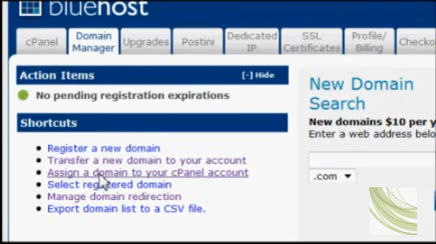 bluehost
cPanel
Domain Manager
Upgrades
Postini
Dedicated IP
SSL Certificates
Profile/ Billing
Checko
Action Items
[-] Hide
No pending registration expirations
Shortcuts
Register a new domain
Transfer a new domain to your account
Assign a domain to your cPanel account
Select registered domain
Manage domain redirection
Export domain list to a CSV file.
New Domain
Search
New domains $10 per y
Enter a web address belo
.com